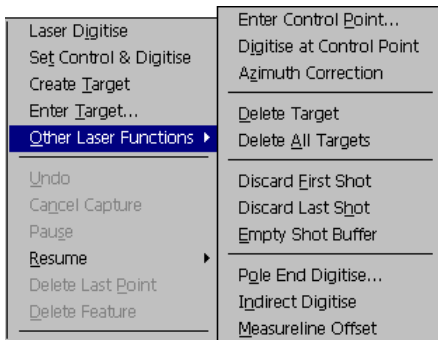 Laser Digitise
Set Control & Digitise
Create Target
Enter Target...
Other Laser Functions
Undo
Cancel Capture
Pause
Resume
Delete Last Point
Delete Feature
Enter Control Point...
Digitise at Control Point
Azimuth Correction
Delete Target
Delete All Targets
Discard First Shot
Discard Last Shot
Empty Shot Buffer
Pole End Digitise...
Indirect Digitise
Measureline Offset